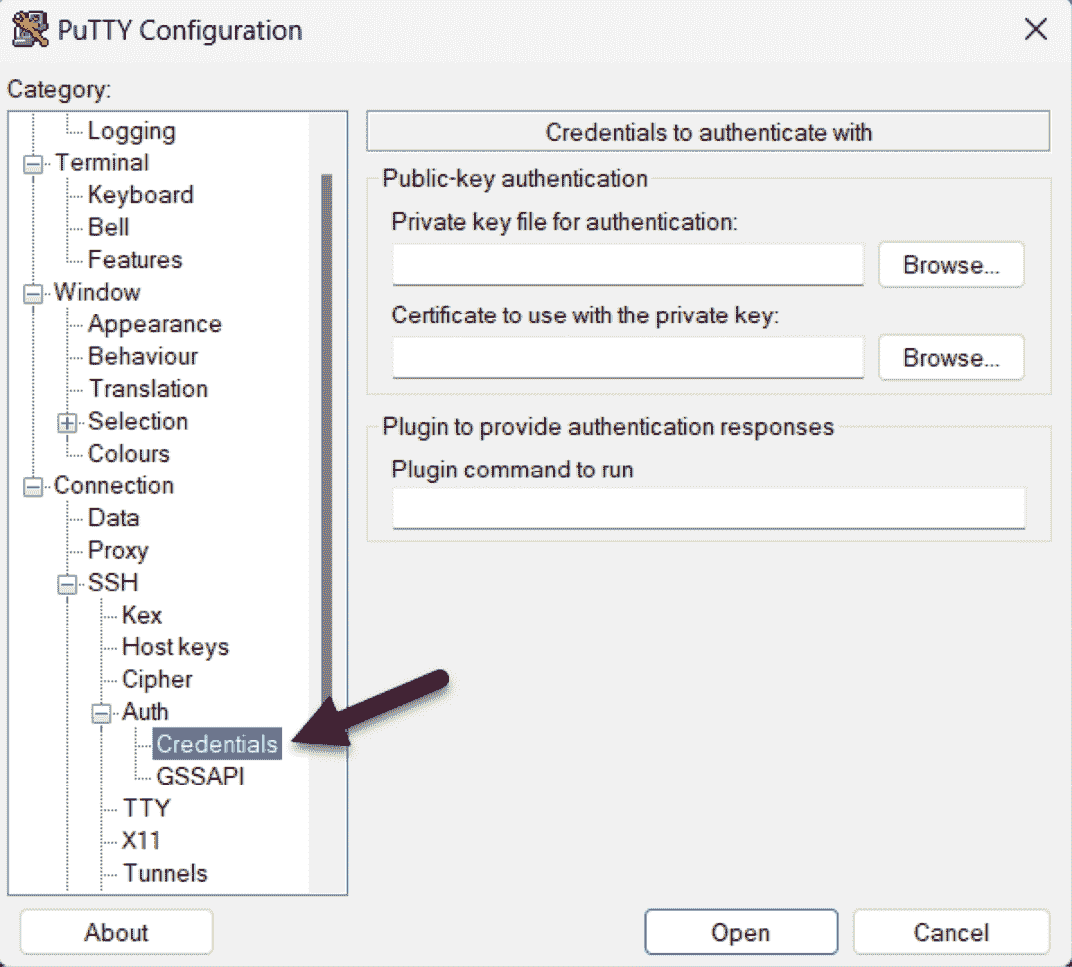 PuTTY Configuration
Category:
Logging
Terminal
Keyboard
Bell
Features
Window
Appearance
Behaviour
Translation
Selection
Colours
Connection
Data
Proxy
SSH
Kex
Host keys
Cipher
Auth
Credentials
GSSAPI
TTY
X11
Tunnels
Credentials to authenticate with
Public-key authentication
Private key file for authentication:
Browse...
Certificate to use with the private key:
Browse...
Plugin to provide authentication responses
Plugin command to run
About
Open
Cancel